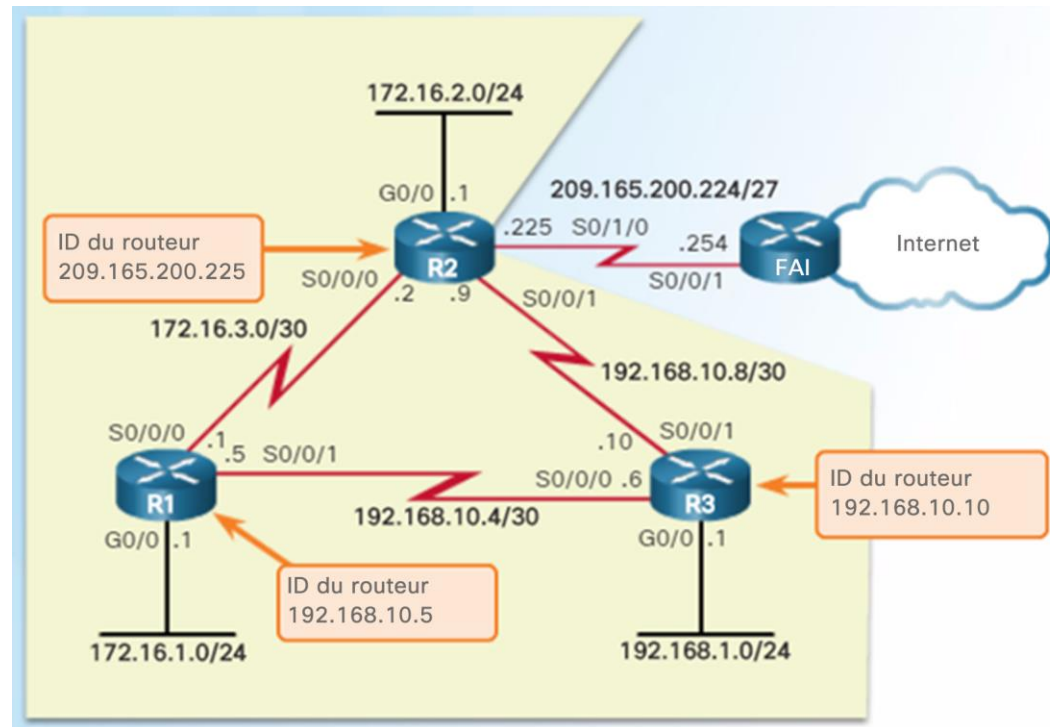 172.16.2.0/24
G0/0 .1
209.165.200.224/27
ID du routeur
209.165.200.225
R2
.225 S0/1/0
.254
FAI
Internet
S0/0/1
S0/0/0
.2 .9
S0/0/1
172.16.3.0/30
192.168.10.8/30
S0/0/0
.1
.5 S0/0/1
.10
S0/0/1
S0/0/0 .6
R1
192.168.10.4/30
R3
ID du routeur
192.168.10.10
G0/0 .1
G0/0 .1
ID du routeur
192.168.10.5
172.16.1.0/24
192.168.1.0/24